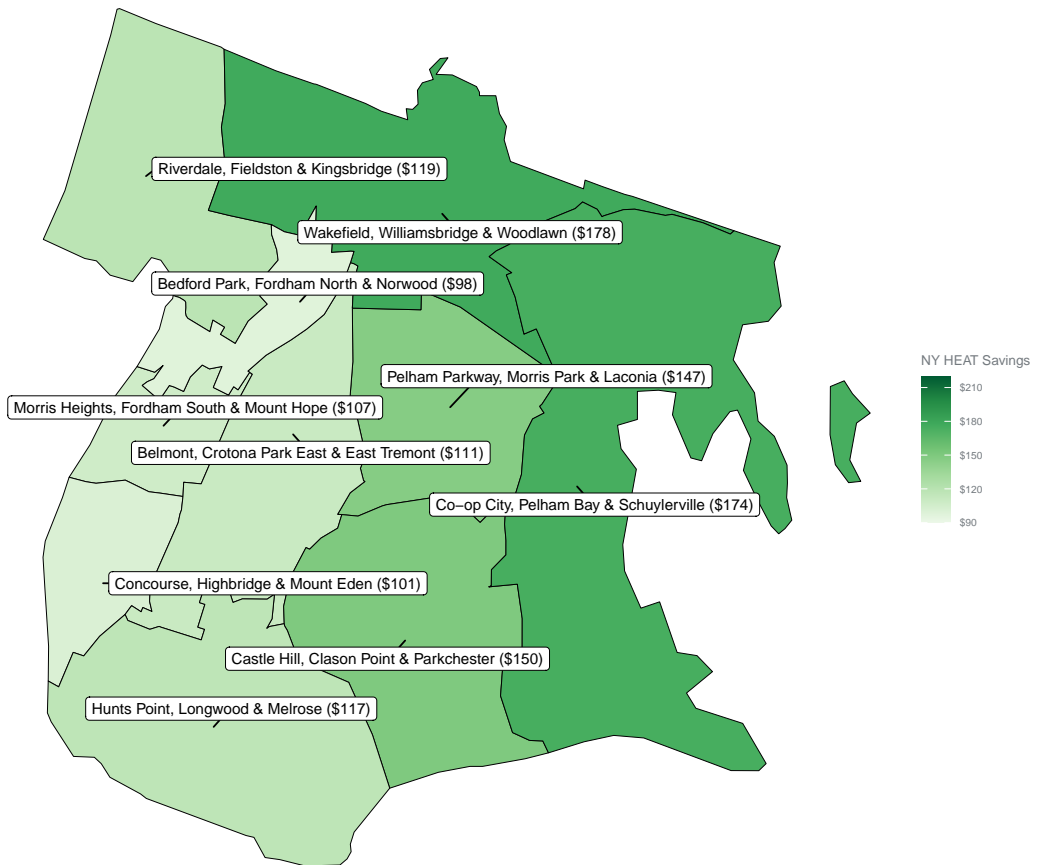 Riverdale, Fieldston & Kingsbridge ($119)
Wakefield, Williamsbridge & Woodlawn ($178)
Bedford Park, Fordham North & Norwood ($98)
Pelham Parkway, Morris Park & Laconia ($147)
Morris Heights, Fordham South & Mount Hope ($107)
Belmont, Crotona Park East & East Tremont ($111)
Co−op City, Pelham Bay & Schuylerville ($174)
Concourse, Highbridge & Mount Eden ($101)
Castle Hill, Clason Point & Parkchester ($150)
Hunts Point, Longwood & Melrose ($117)
NY HEAT Savings
$210
$180
$150
$120
$90